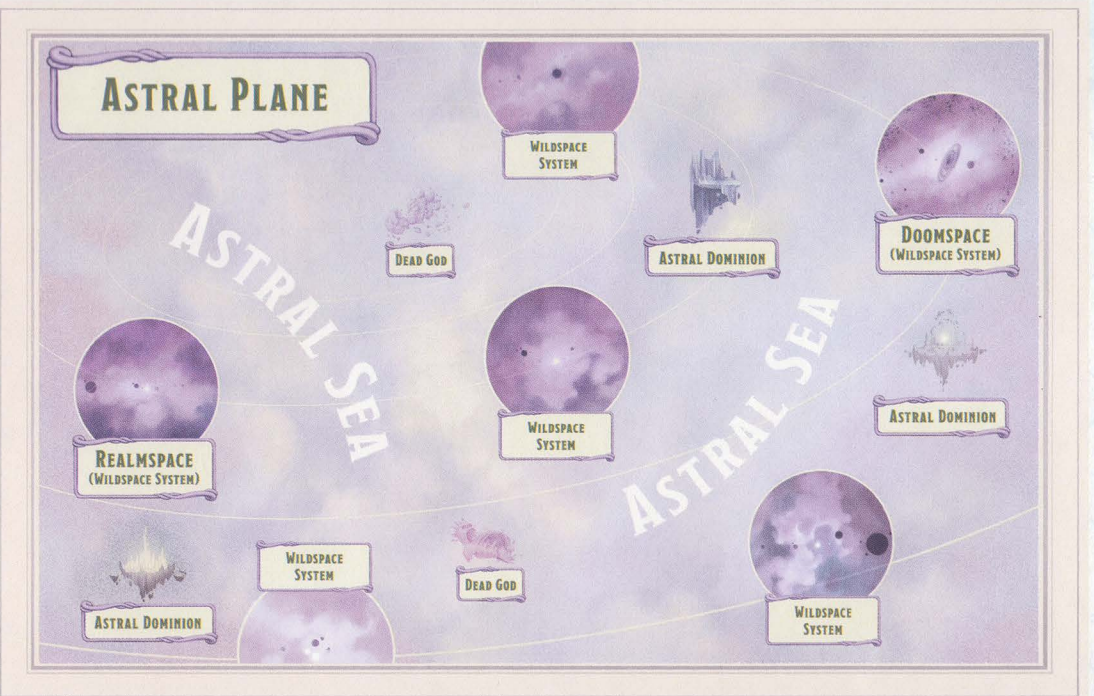 ASTRAL PLANE
WILDSPACE
SYSTEM
DOOMSPACE
(WILDSPACE SYSTEM)
DEAD GOD
ASTRAL DOMINION
ASTRAL SEA
ASTRAL SEA
REALMSPACE
(WILDSPACE SYSTEM)
WILDSPACE
SYSTEM
ASTRAL DOMINION
WILDSPACE
SYSTEM
DEAD GOD
ASTRAL DOMINION
WILDSPACE
SYSTEM